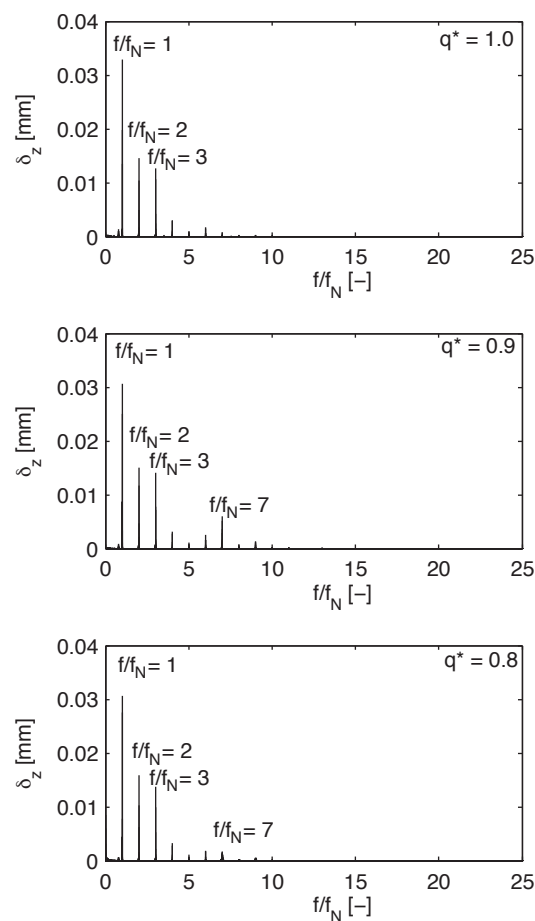 0.04
q* = 1.0
f/f_N = 1
0.03
δ_z [mm]
0.02
f/f_N = 2
f/f_N = 3
0.01
0
0 5 10 15 20 25
f/f_N [–]
0.04
q* = 0.9
f/f_N = 1
0.03
δ_z [mm]
0.02
f/f_N = 2
f/f_N = 3
0.01
f/f_N = 7
0
0 5 10 15 20 25
f/f_N [–]
0.04
q* = 0.8
f/f_N = 1
0.03
δ_z [mm]
0.02
f/f_N = 2
f/f_N = 3
0.01
f/f_N = 7
0
0 5 10 15 20 25
f/f_N [–]